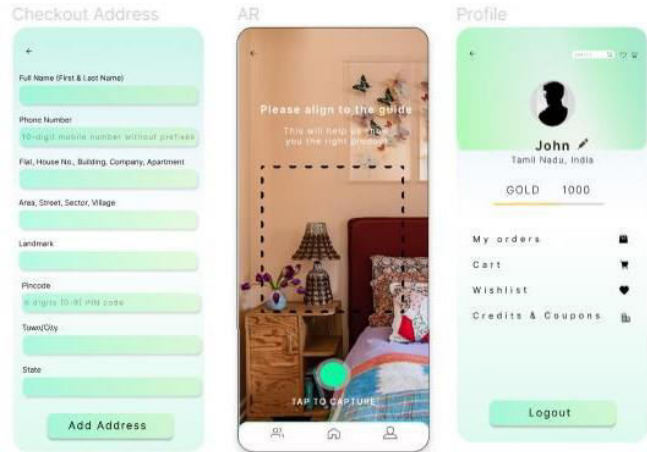 Checkout Address
Full Name (First & Last Name)
Phone Number
10-digit mobile number without prefixes
Flat, House No., Building, Company, Apartment
Area, Street, Sector, Village
Landmark
Pincode
6 digits [0-9] PIN code
Town/City
State
Add Address
AR
Please align to the guide
This will help us show
you the right product
TAP TO CAPTURE
Profile
John
Tamil Nadu, India
GOLD 1000
My orders
Cart
Wishlist
Credits & Coupons
Logout